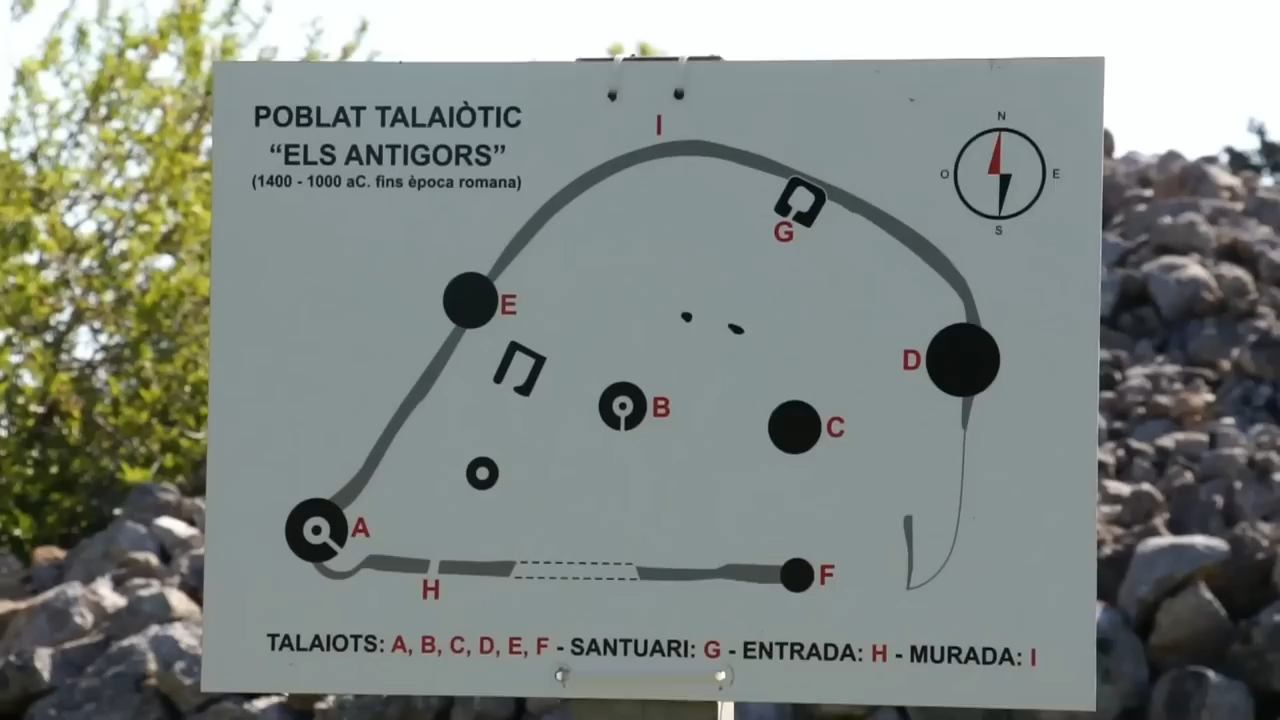 POBLAT TALAIÒTIC
“ELS ANTIGORS”
(1400 - 1000 aC. fins època romana)
I
N
O
E
S
G
E
D
B
C
A
H
F
TALAIOTS: A, B, C, D, E, F - SANTUARI: G - ENTRADA: H - MURADA: I